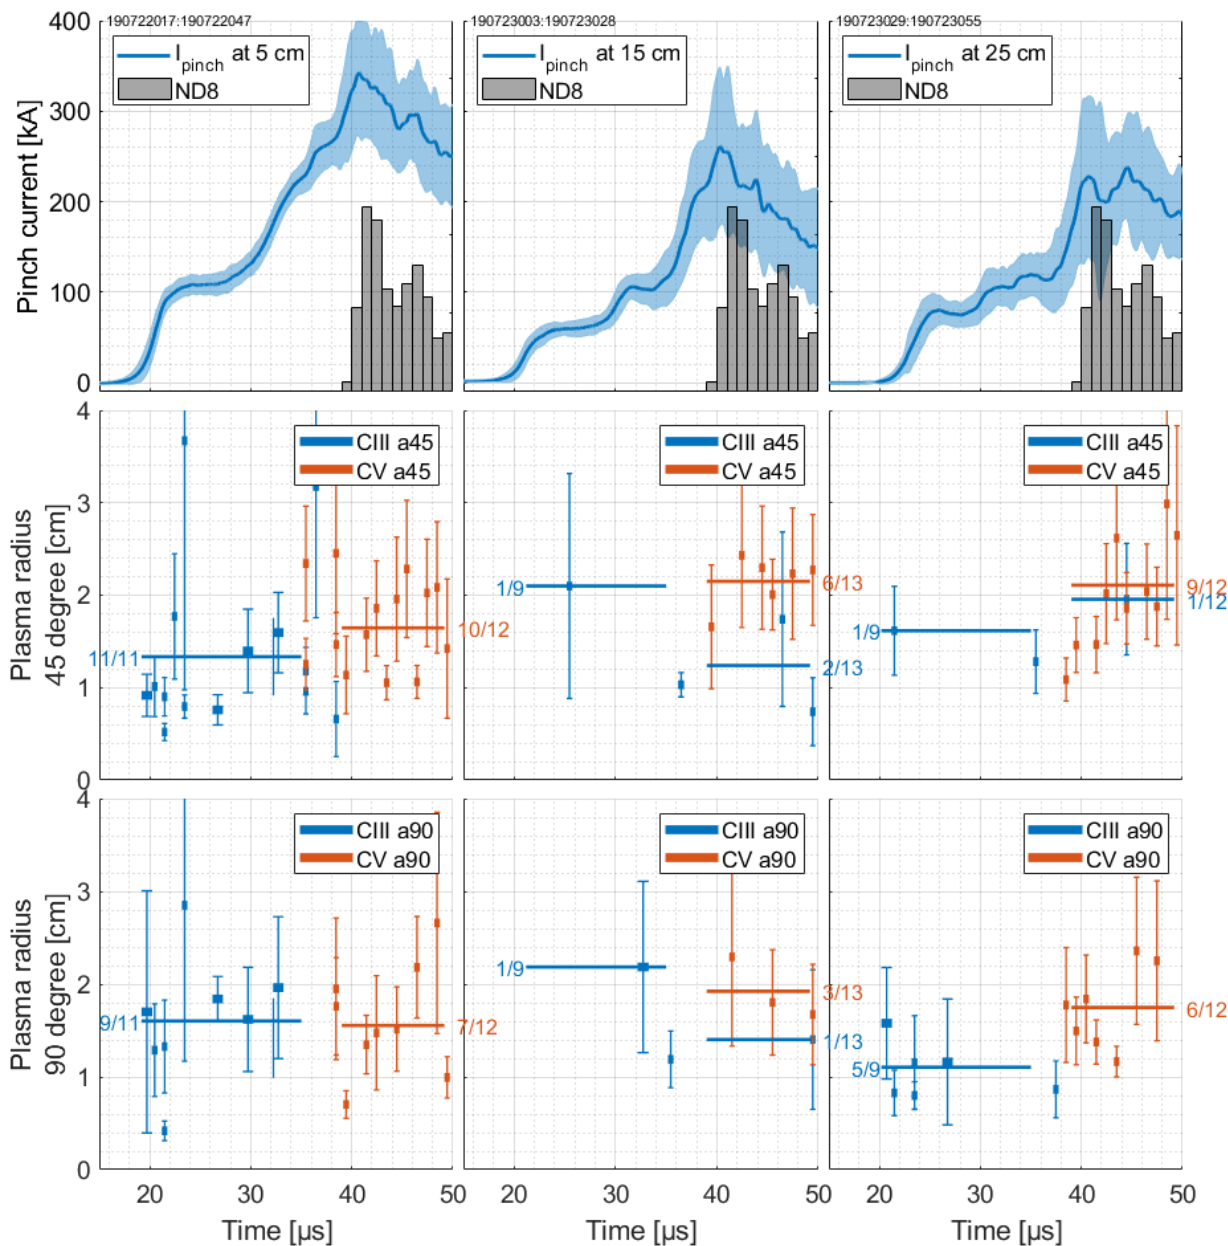 190722017:190722047
190723003:190723028
190723029:190723055
400
300
200
100
0
Pinch current [kA]
I_pinch at 5 cm
ND8
I_pinch at 15 cm
ND8
I_pinch at 25 cm
ND8
4
3
2
1
0
Plasma radius
45 degree [cm]
CIII a45
CV a45
11/11
10/12
CIII a45
CV a45
1/9
6/13
2/13
CIII a45
CV a45
1/9
9/12
1/12
4
3
2
1
0
Plasma radius
90 degree [cm]
CIII a90
CV a90
9/11
7/12
CIII a90
CV a90
1/9
3/13
1/13
CIII a90
CV a90
5/9
6/12
20 30 40 50
20 30 40 50
20 30 40 50
Time [µs]
Time [µs]
Time [µs]